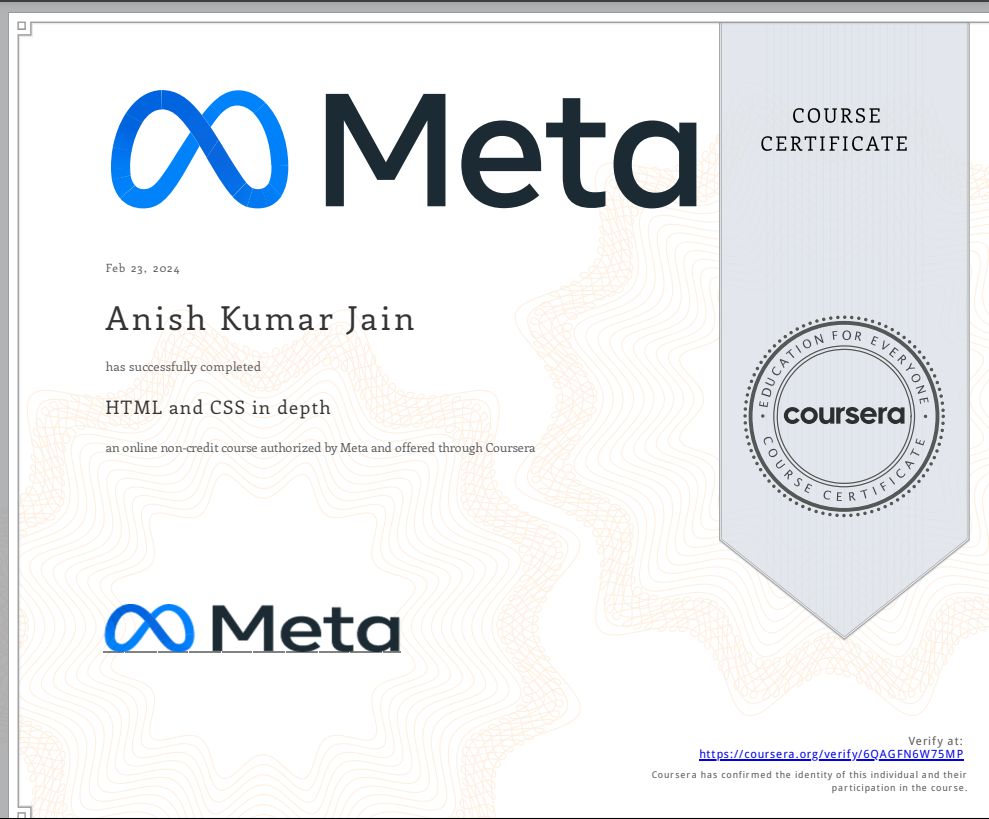 Meta
COURSE
CERTIFICATE
Feb 23, 2024
Anish Kumar Jain
has successfully completed
HTML and CSS in depth
an online non-credit course authorized by Meta and offered through Coursera
EDUCATION FOR EVERYONE
coursera
COURSE CERTIFICATE
Meta
Verify at:
https://coursera.org/verify/6QAGFN6W75MP
Coursera has confirmed the identity of this individual and their
participation in the course.